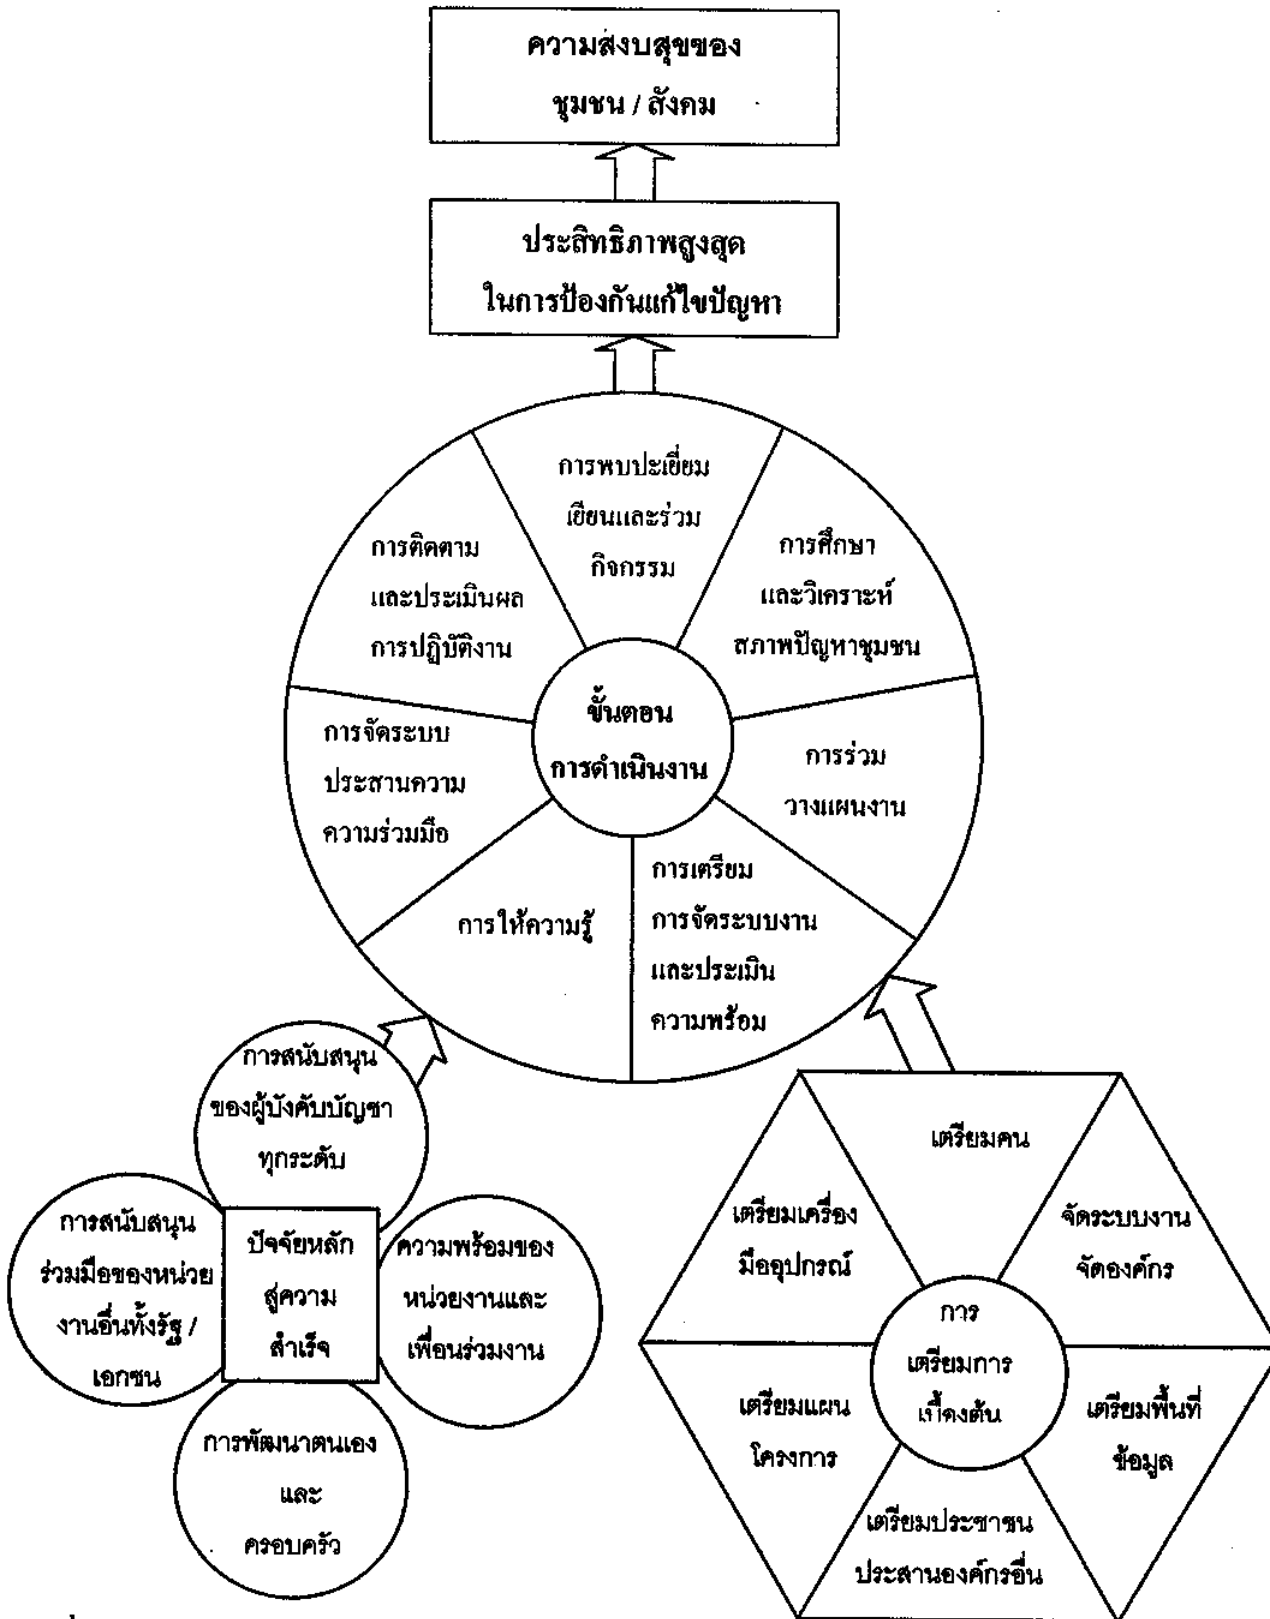 ความสงบสุขของ
ชุมชน / สังคม
ประสิทธิภาพสูงสุด
ในการป้องกันแก้ไขปัญหา
การพบปะเยี่ยม
เยียนและร่วม
กิจกรรม
การศึกษา
และวิเคราะห์
สภาพปัญหาชุมชน
การร่วม
วางแผนงาน
การเตรียม
การจัดระบบงาน
และประเมิน
ความพร้อม
การให้ความรู้
การจัดระบบ
ประสานความ
ความร่วมมือ
การติดตาม
และประเมินผล
การปฏิบัติงาน
ขั้นตอน
การดำเนินงาน
การสนับสนุน
ของผู้บังคับบัญชา
ทุกระดับ
การสนับสนุน
ร่วมมือของหน่วย
งานอื่นทั้งรัฐ /
เอกชน
ปัจจัยหลัก
สู่ความ
สำเร็จ
ความพร้อมของ
หน่วยงานและ
เพื่อนร่วมงาน
การพัฒนาตนเอง
และ
ครอบครัว
เตรียมคน
จัดระบบงาน
จัดองค์กร
เตรียมพื้นที่
ข้อมูล
เตรียมประชาชน
ประสานองค์กรอื่น
เตรียมแผน
โครงการ
เตรียมเครื่อง
มืออุปกรณ์
การ
เตรียมการ
เบื้องต้น